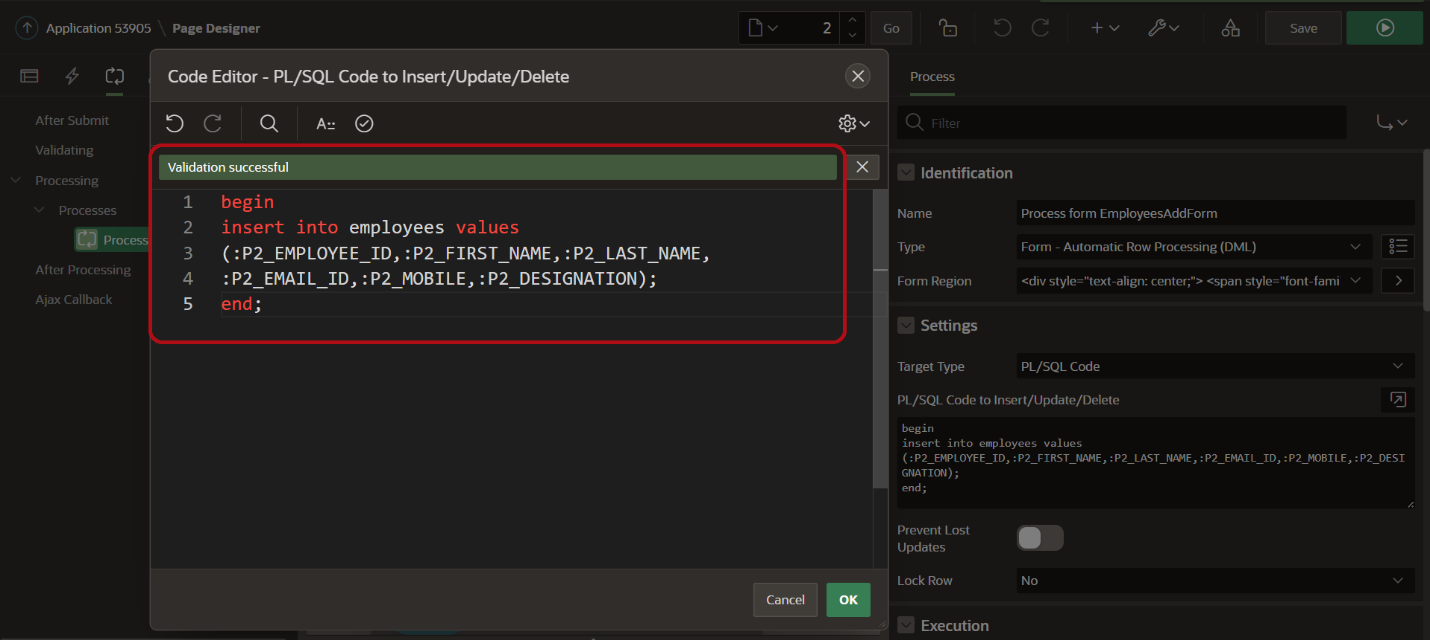 Application 53905 \ Page Designer
2
Go
Save
Code Editor - PL/SQL Code to Insert/Update/Delete
A::
Validation successful
1 begin
2 insert into employees values
3 (:P2_EMPLOYEE_ID,:P2_FIRST_NAME,:P2_LAST_NAME,
4 :P2_EMAIL_ID,:P2_MOBILE,:P2_DESIGNATION);
5 end;
Cancel
OK
After Submit
Validating
Processing
Processes
Process
After Processing
Ajax Callback
Process
Filter
Identification
Name
Process form EmployeesAddForm
Type
Form - Automatic Row Processing (DML)
Form Region
<div style="text-align: center;"> <span style="font-fami
Settings
Target Type
PL/SQL Code
PL/SQL Code to Insert/Update/Delete
begin
insert into employees values
(:P2_EMPLOYEE_ID,:P2_FIRST_NAME,:P2_LAST_NAME,:P2_EMAIL_ID,:P2_MOBILE,:P2_DESI
GNATION);
end;
Prevent Lost
Updates
Lock Row
No
Execution